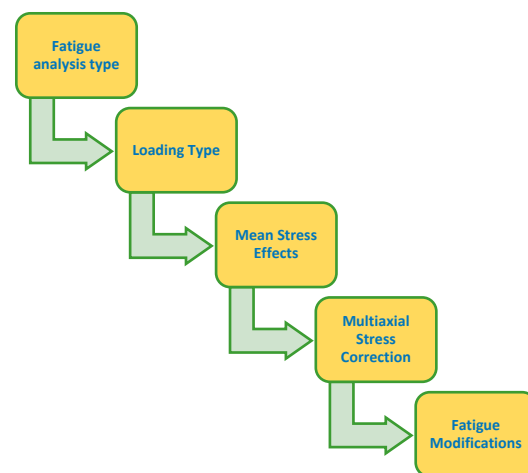 Fatigue
analysis type
Loading Type
Mean Stress
Effects
Multiaxial
Stress
Correction
Fatigue
Modifications